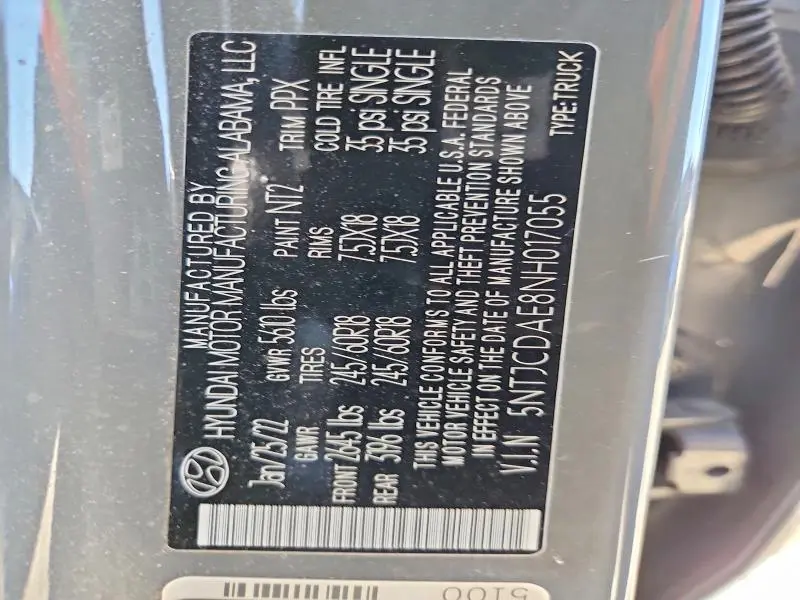 MANUFACTURED BY
HYUNDAI MOTOR MANUFACTURING ALABAMA, LLC
Jan/25/22 GVWR 5610 lbs PAINT NT2 TRIM PPX
GAWR TIRES RIMS COLD TIRE INFL
FRONT 2645 lbs 245/60R18 7.5JX18 35 psi SINGLE
REAR 3196 lbs 245/60R18 7.5JX18 35 psi SINGLE
THIS VEHICLE CONFORMS TO ALL APPLICABLE U.S.A. FEDERAL
MOTOR VEHICLE SAFETY AND THEFT PREVENTION STANDARDS
IN EFFECT ON THE DATE OF MANUFACTURE SHOWN ABOVE
V.I.N 5NTJCDAE8NH017055 TYPE:TRUCK
5100